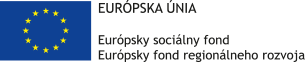 EURÓPSKA ÚNIA
Európsky sociálny fond
Európsky fond regionálneho rozvoja